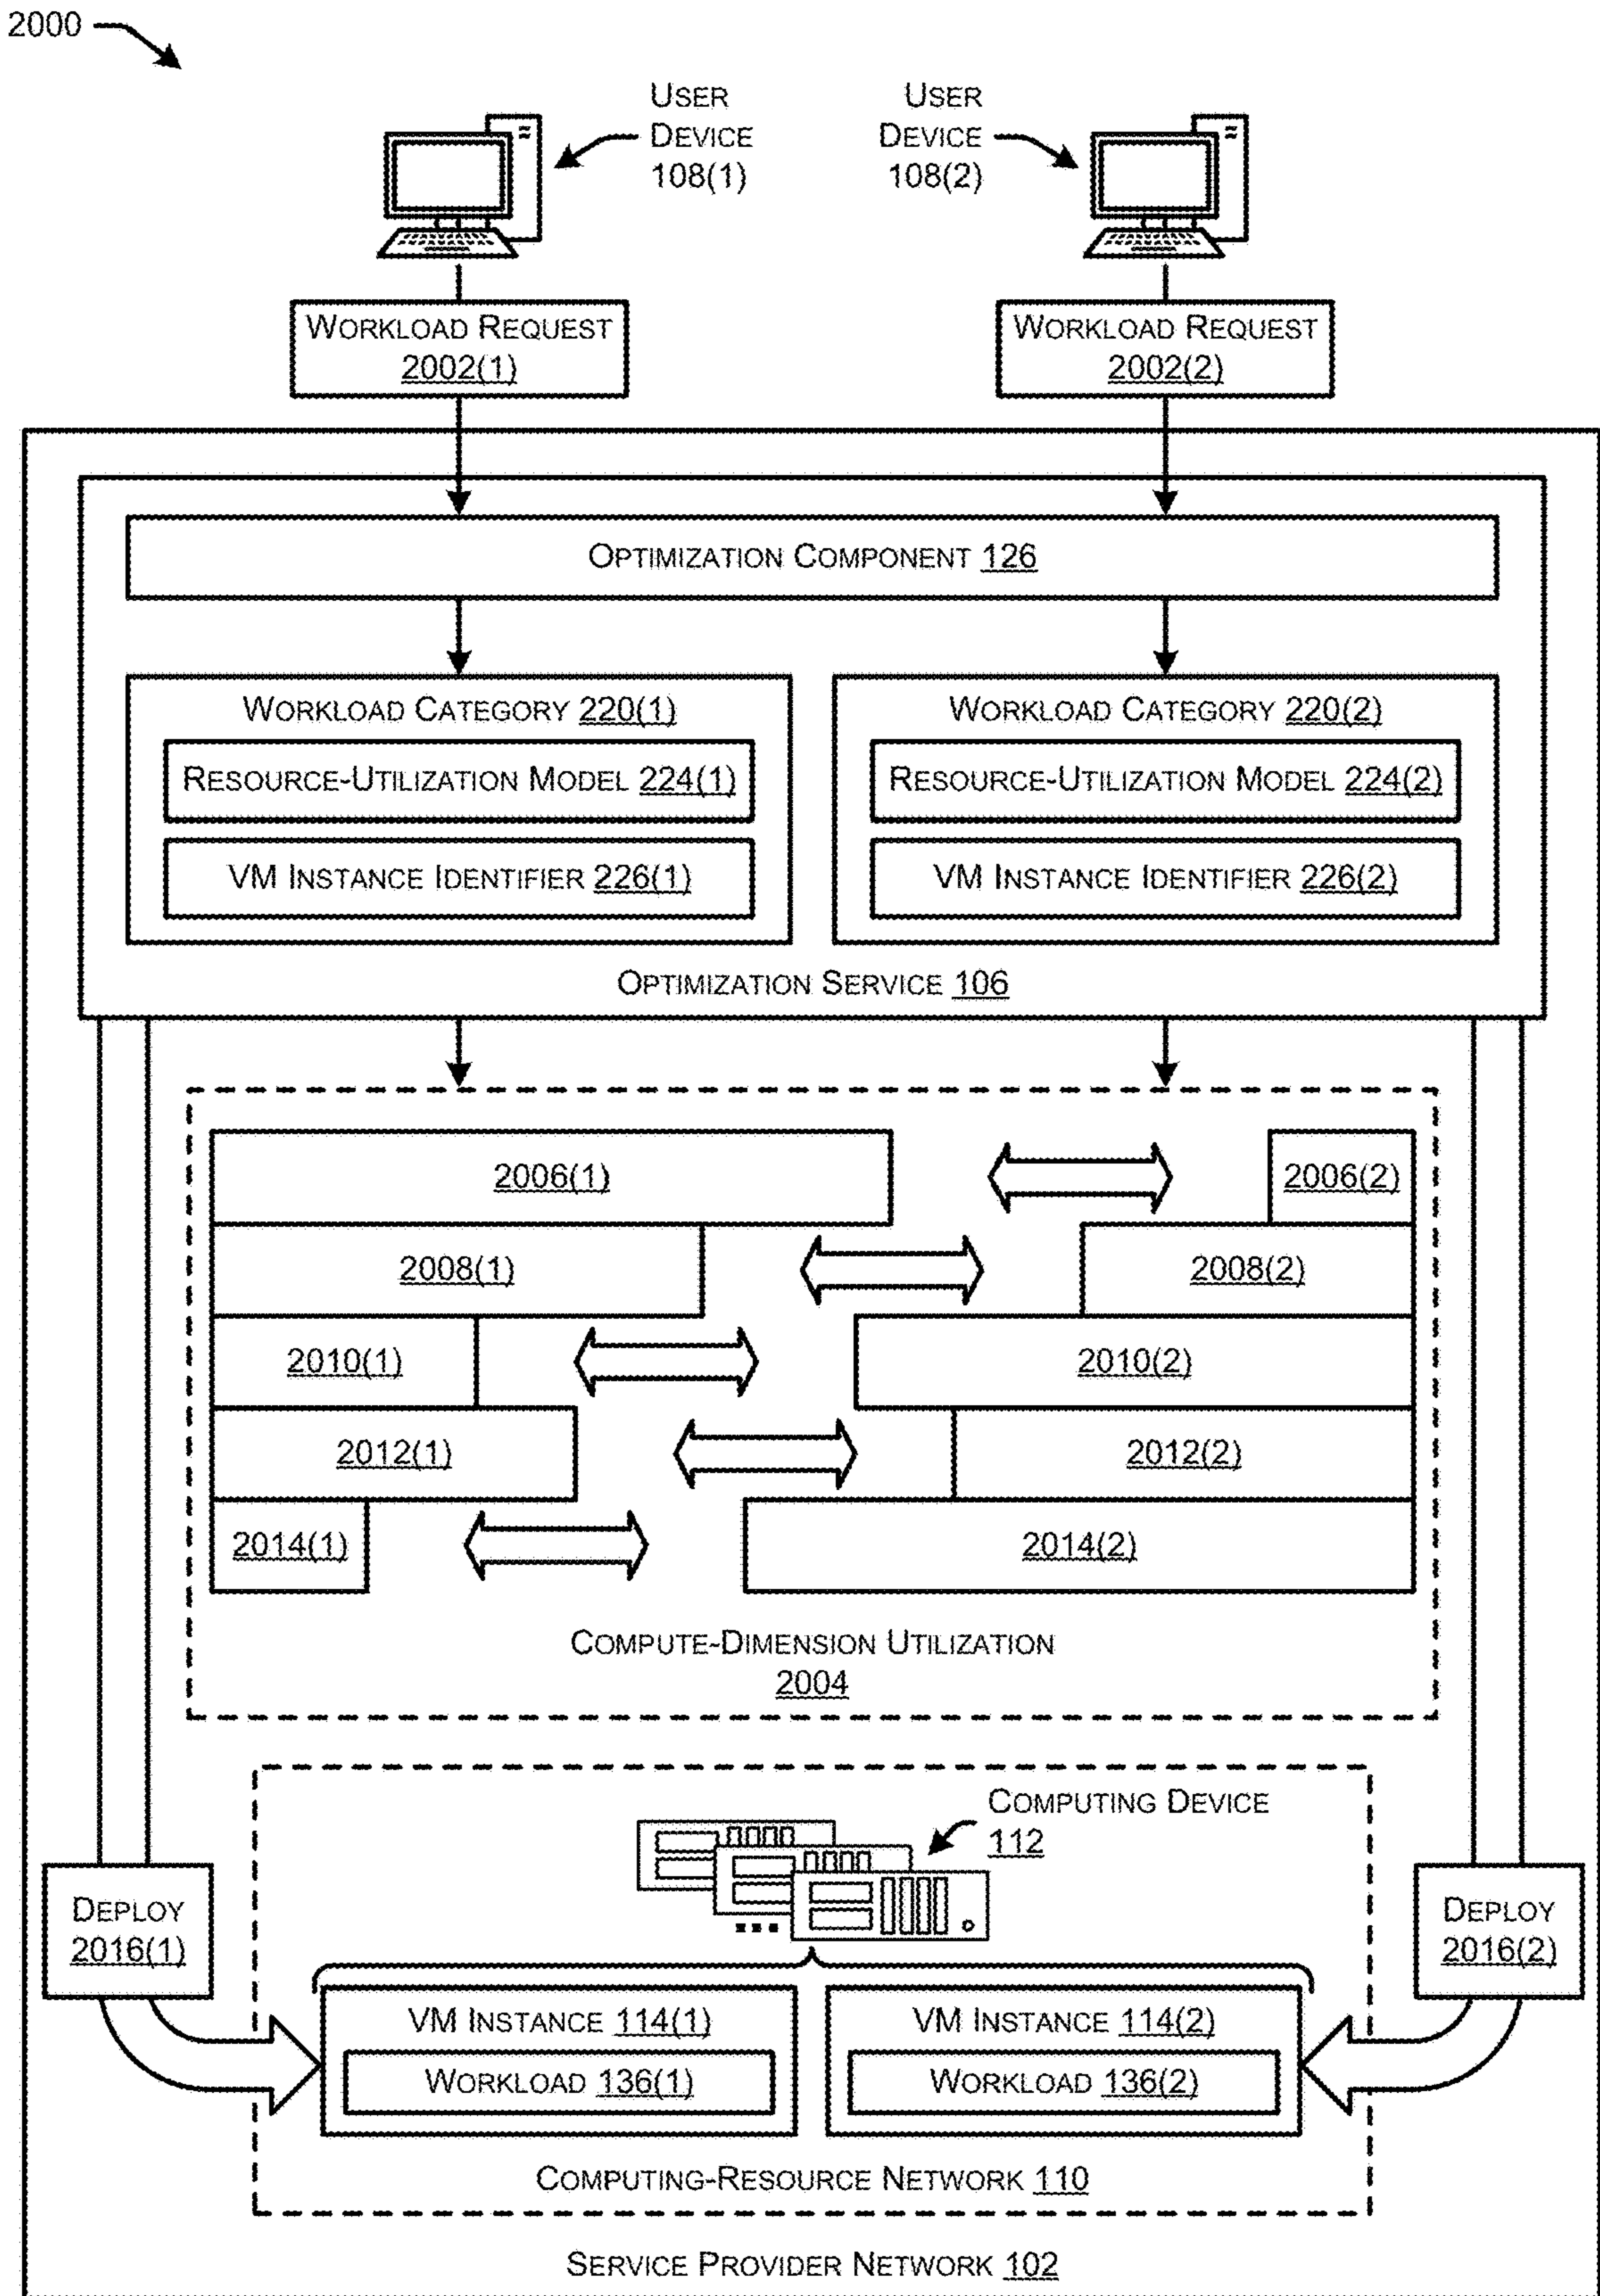 2000
USER
DEVICE
108(1)
USER
DEVICE
108(2)
WORKLOAD REQUEST
2002(1)
WORKLOAD REQUEST
2002(2)
OPTIMIZATION COMPONENT 126
WORKLOAD CATEGORY 220(1)
RESOURCE-UTILIZATION MODEL 224(1)
VM INSTANCE IDENTIFIER 226(1)
WORKLOAD CATEGORY 220(2)
RESOURCE-UTILIZATION MODEL 224(2)
VM INSTANCE IDENTIFIER 226(2)
OPTIMIZATION SERVICE 106
2006(1)
2006(2)
2008(1)
2008(2)
2010(1)
2010(2)
2012(1)
2012(2)
2014(1)
2014(2)
COMPUTE-DIMENSION UTILIZATION
2004
COMPUTING DEVICE
112
DEPLOY
2016(1)
DEPLOY
2016(2)
VM INSTANCE 114(1)
WORKLOAD 136(1)
VM INSTANCE 114(2)
WORKLOAD 136(2)
COMPUTING-RESOURCE NETWORK 110
SERVICE PROVIDER NETWORK 102